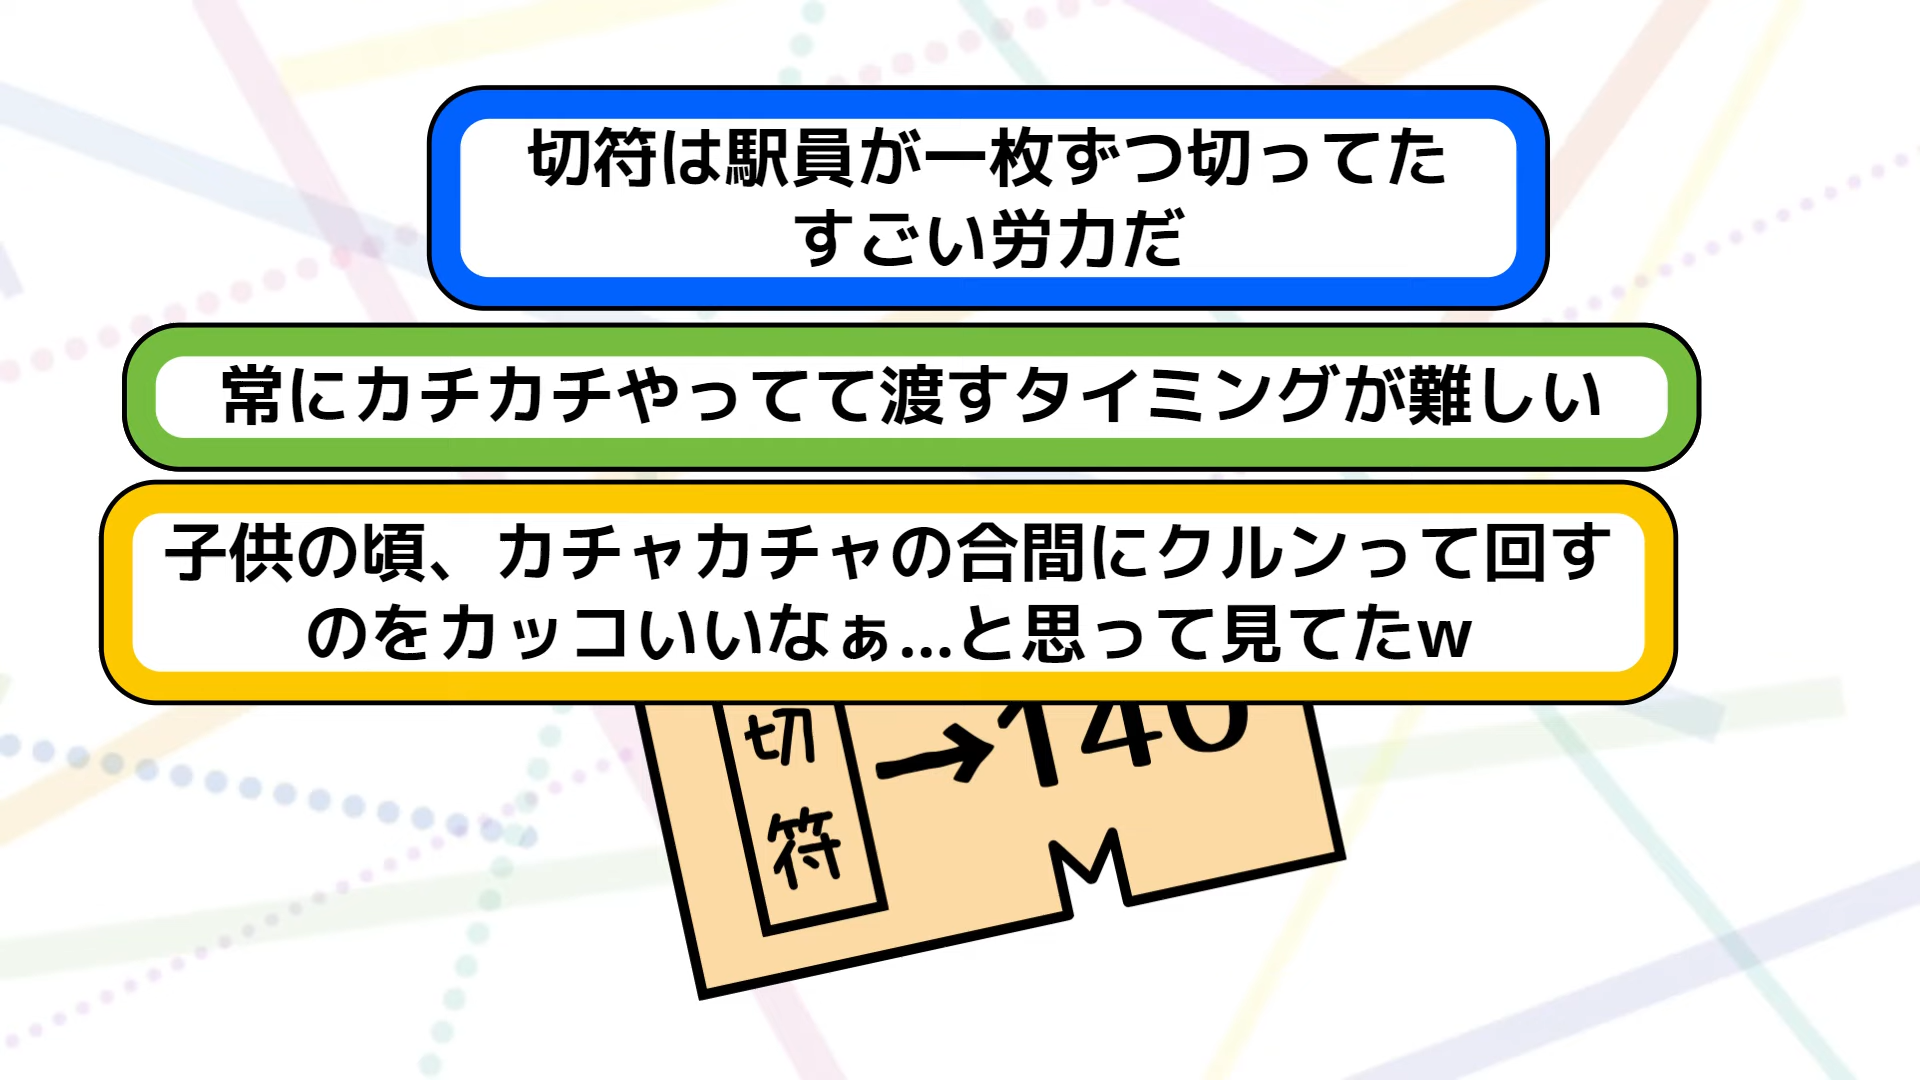 切符は駅員が一枚ずつ切ってた
すごい労力だ
常にカチカチやってて渡すタイミングが難しい
子供の頃、カチャカチャの合間にクルンって回す
のをカッコいいなぁ…と思って見てたw
切符
→140